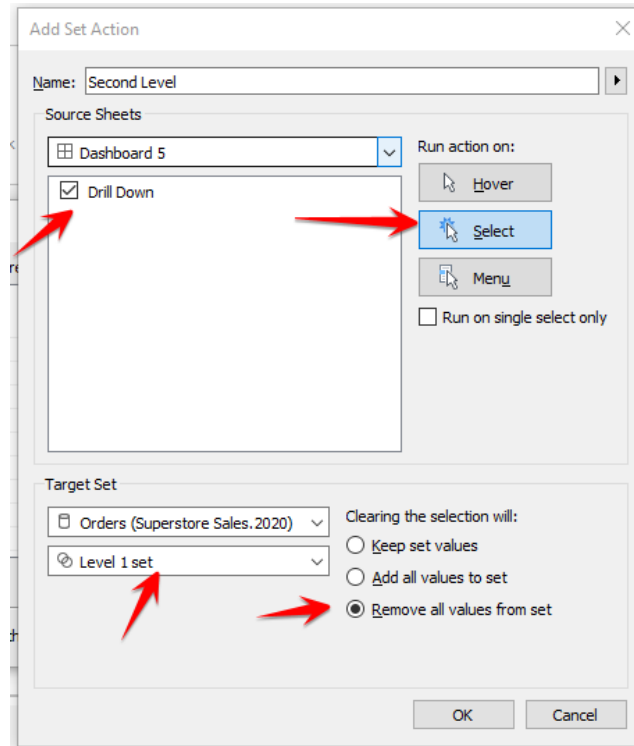 Add Set Action
Name: Second Level
Source Sheets
Dashboard 5
Run action on:
Drill Down
Hover
Select
Menu
Run on single select only
Target Set
Orders (Superstore Sales.2020)
Clearing the selection will:
Level 1 set
Keep set values
Add all values to set
Remove all values from set
OK
Cancel